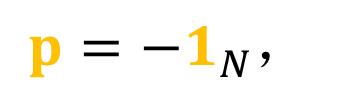 p = −1_N,